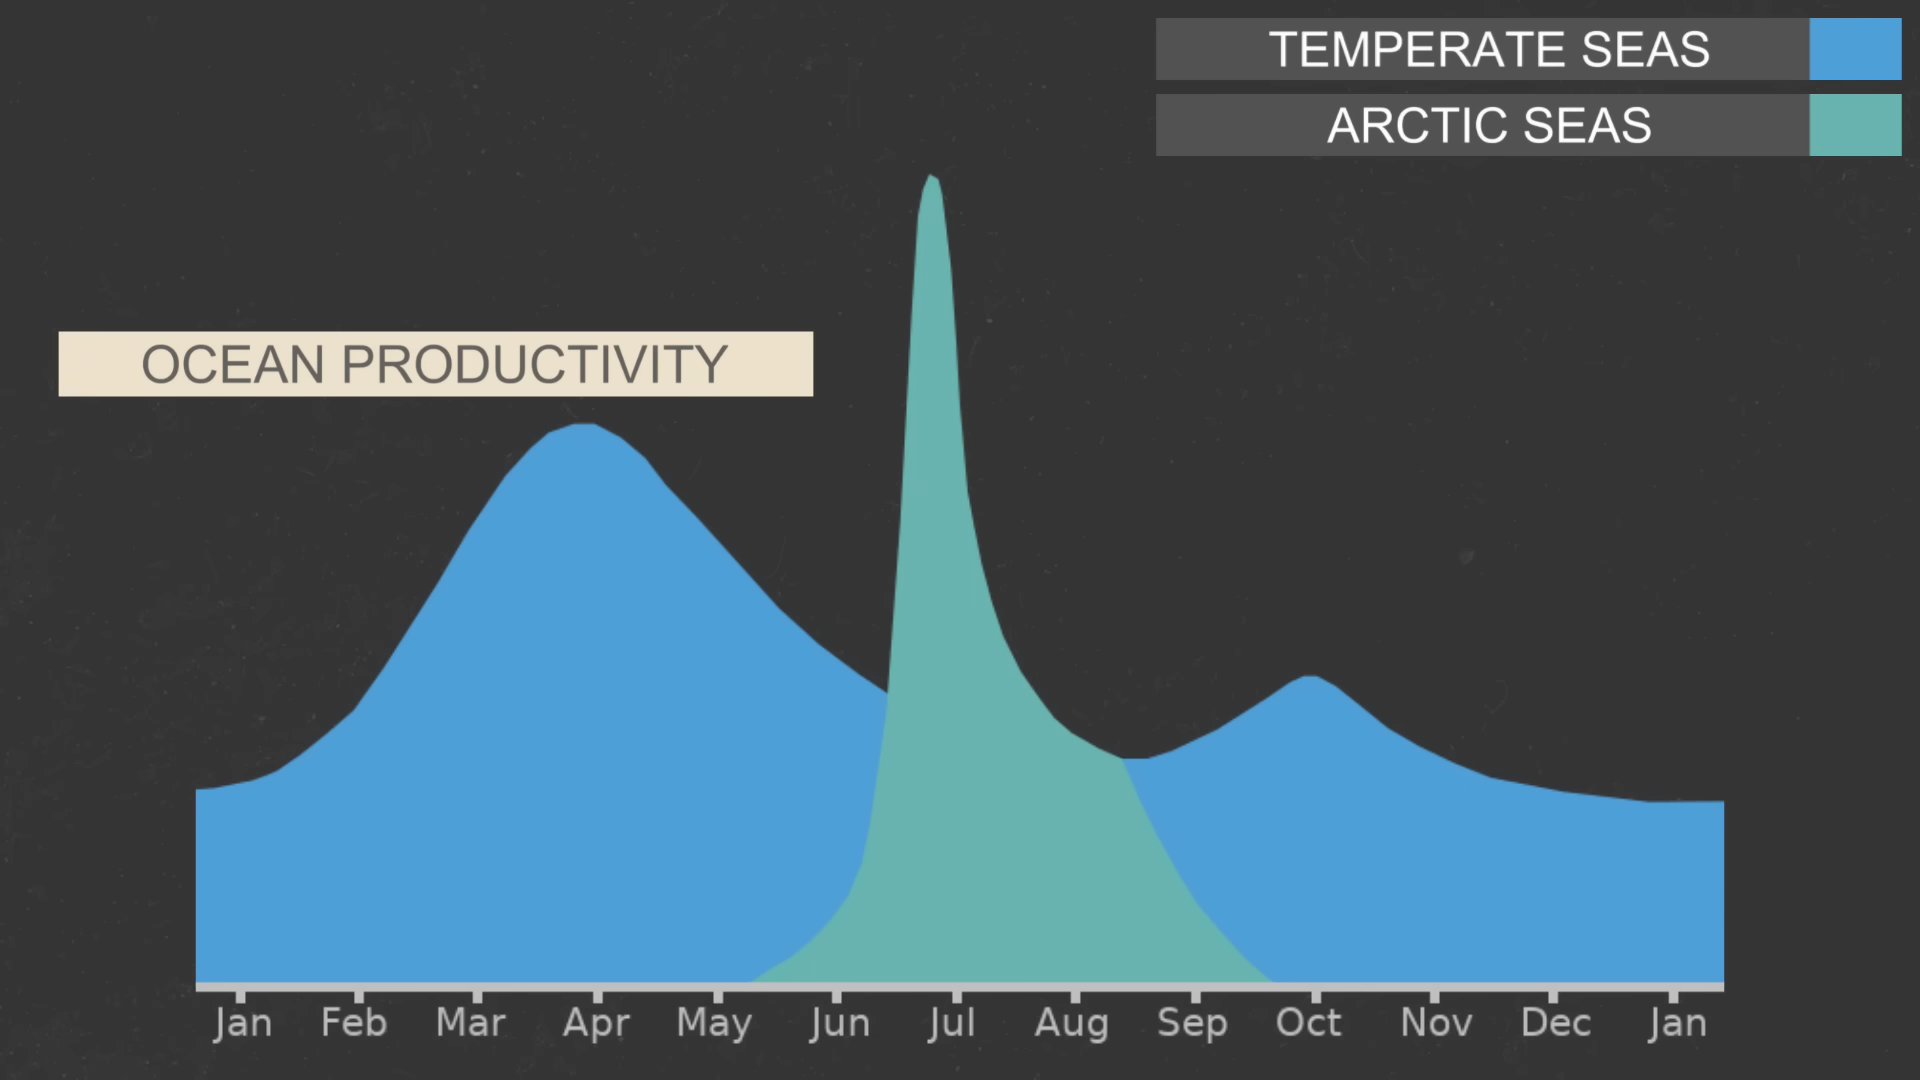 TEMPERATE SEAS
ARCTIC SEAS
OCEAN PRODUCTIVITY
Jan Feb Mar Apr May Jun Jul Aug Sep Oct Nov Dec Jan